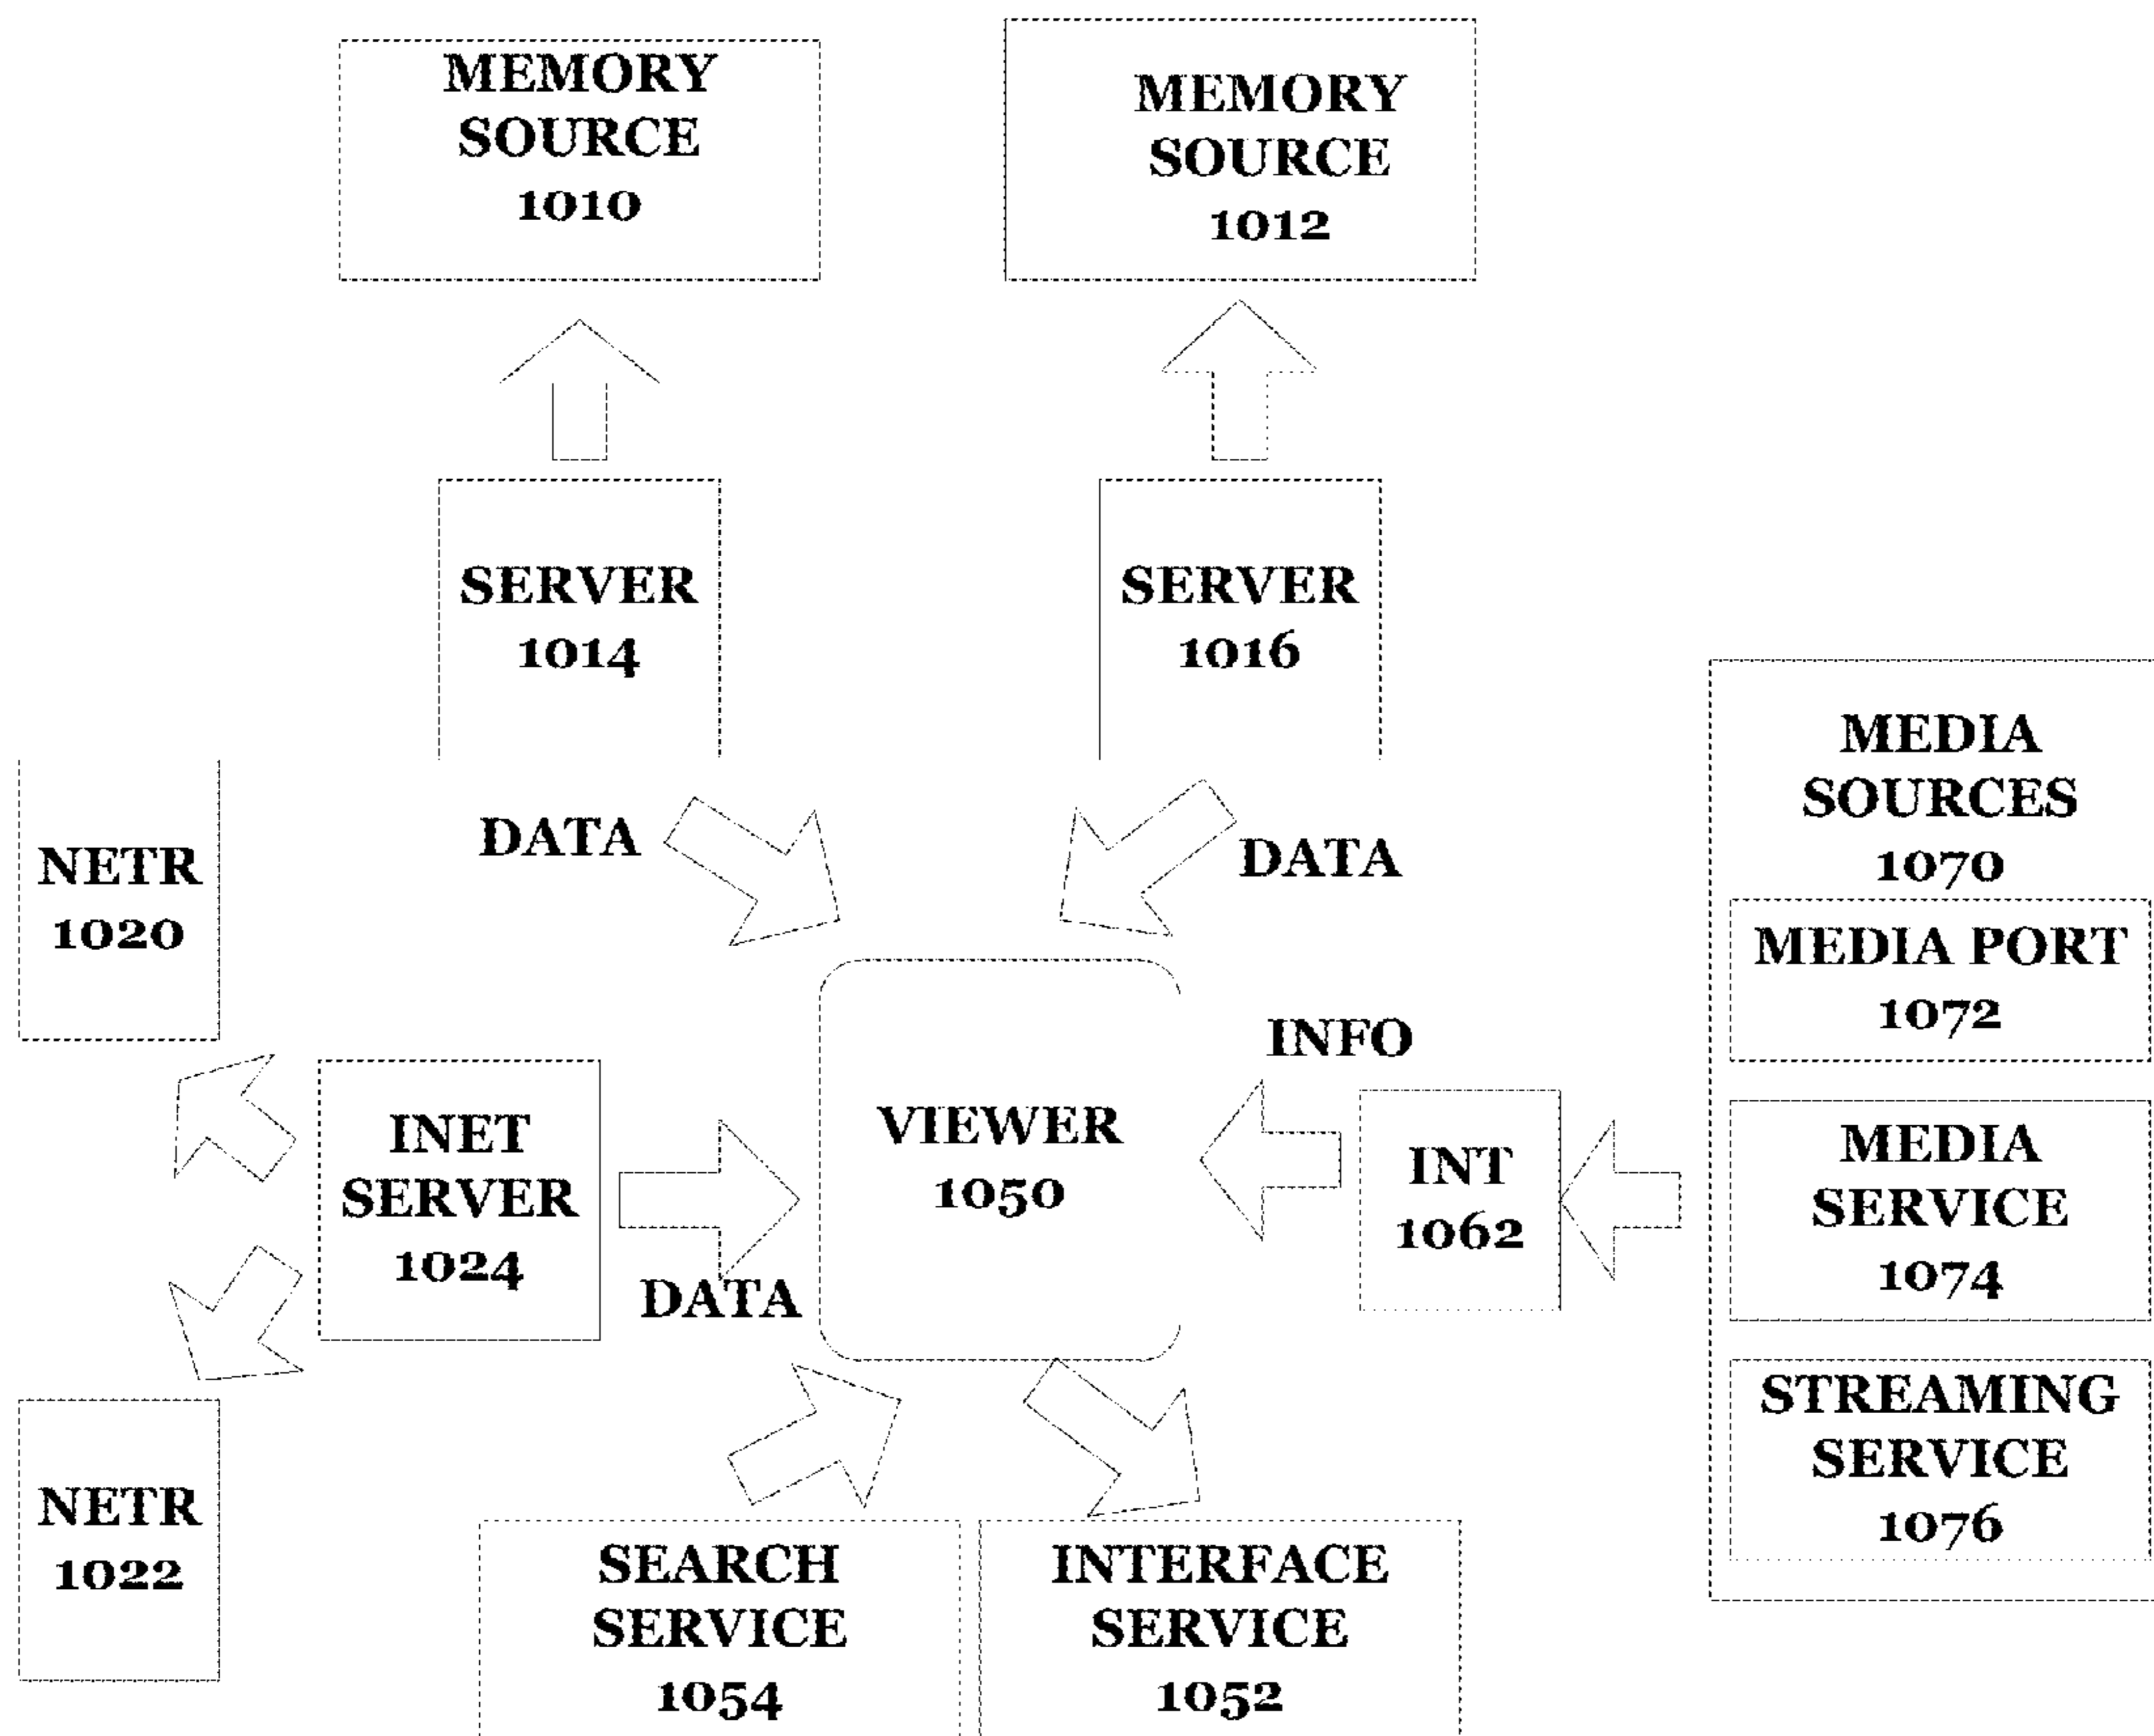 MEMORY
SOURCE
1010
MEMORY
SOURCE
1012
SERVER
1014
SERVER
1016
DATA
DATA
NETR
1020
MEDIA
SOURCES
1070
MEDIA PORT
1072
MEDIA
SERVICE
1074
STREAMING
SERVICE
1076
INET
SERVER
1024
DATA
VIEWER
1050
INFO
INT
1062
NETR
1022
SEARCH
SERVICE
1054
INTERFACE
SERVICE
1052